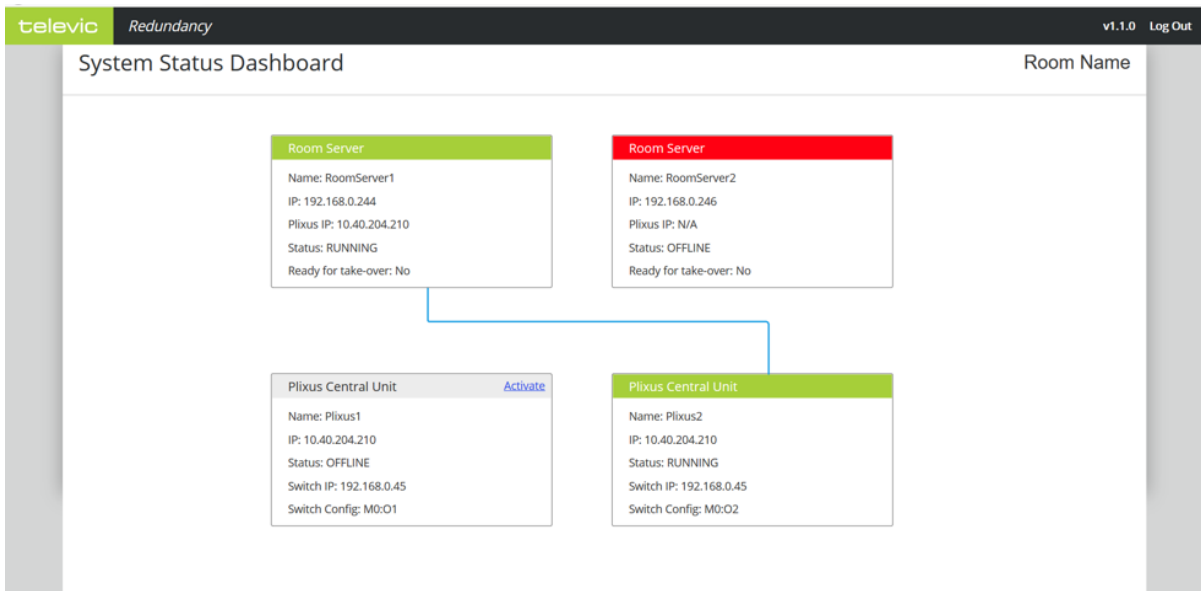 televic Redundancy v1.1.0 Log Out
System Status Dashboard Room Name
Room Server
Name: RoomServer1
IP: 192.168.0.244
Plixus IP: 10.40.204.210
Status: RUNNING
Ready for take-over: No
Room Server
Name: RoomServer2
IP: 192.168.0.246
Plixus IP: N/A
Status: OFFLINE
Ready for take-over: No
Plixus Central Unit Activate
Name: Plixus1
IP: 10.40.204.210
Status: OFFLINE
Switch IP: 192.168.0.45
Switch Config: M0:O1
Plixus Central Unit
Name: Plixus2
IP: 10.40.204.210
Status: RUNNING
Switch IP: 192.168.0.45
Switch Config: M0:O2